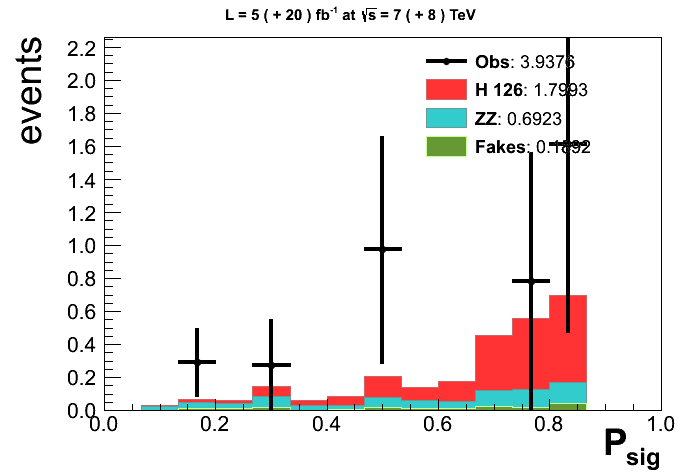 L = 5 ( + 20 ) fb-1 at √s = 7 ( + 8 ) TeV
events
2.2
2.0
1.8
1.6
1.4
1.2
1.0
0.8
0.6
0.4
0.2
0.0
Obs: 3.9376
H 126: 1.7993
ZZ: 0.6923
Fakes: 0.1892
0.0 0.2 0.4 0.6 0.8 1.0
Psig